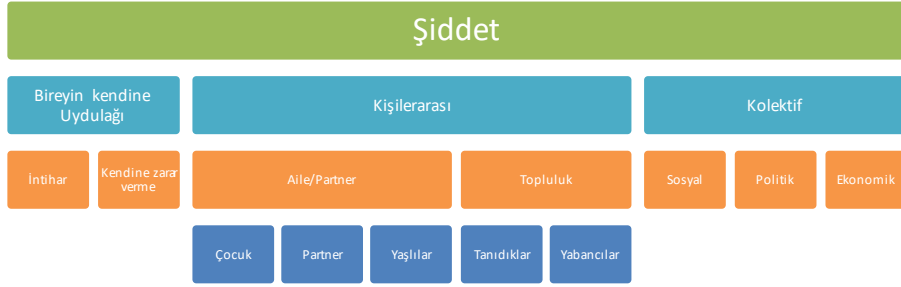 Şiddet
Bireyin kendine
Uydulağı
Kişilerarası
Kolektif
İntihar
Kendine zarar
verme
Aile/Partner
Topluluk
Sosyal
Politik
Ekonomik
Çocuk
Partner
Yaşlılar
Tanıdıklar
Yabancılar